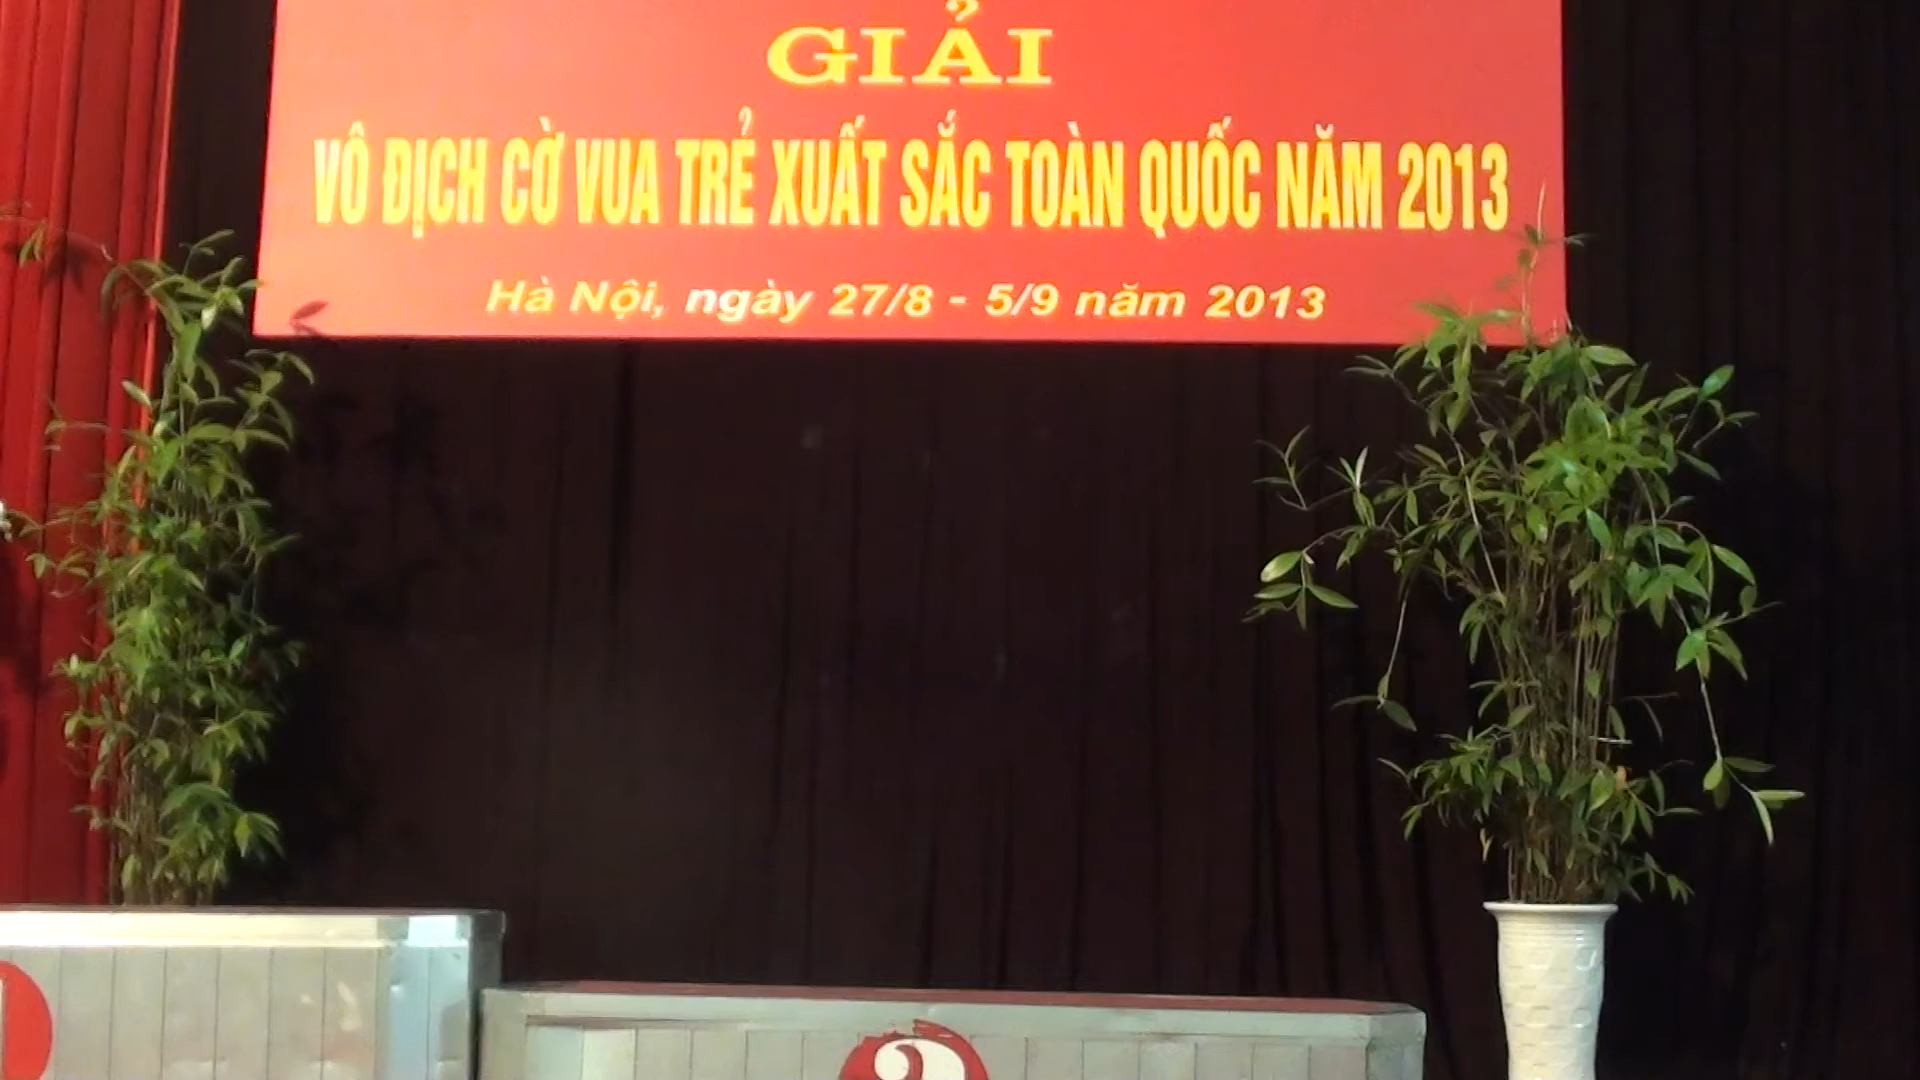 GIẢI
VÔ ĐỊCH CỜ VUA TRẺ XUẤT SẮC TOÀN QUỐC NĂM 2013
Hà Nội, ngày 27/8 - 5/9 năm 2013